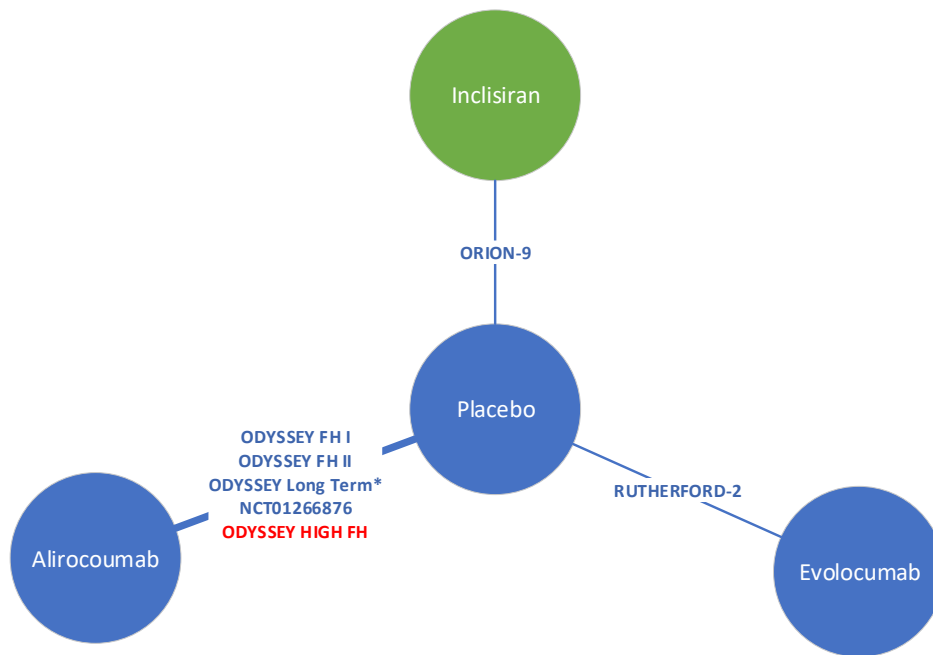 Inclisiran
ORION-9
Placebo
ODYSSEY FH I
ODYSSEY FH II
ODYSSEY Long Term*
NCT01266876
ODYSSEY HIGH FH
RUTHERFORD-2
Alirocoumab
Evolocumab